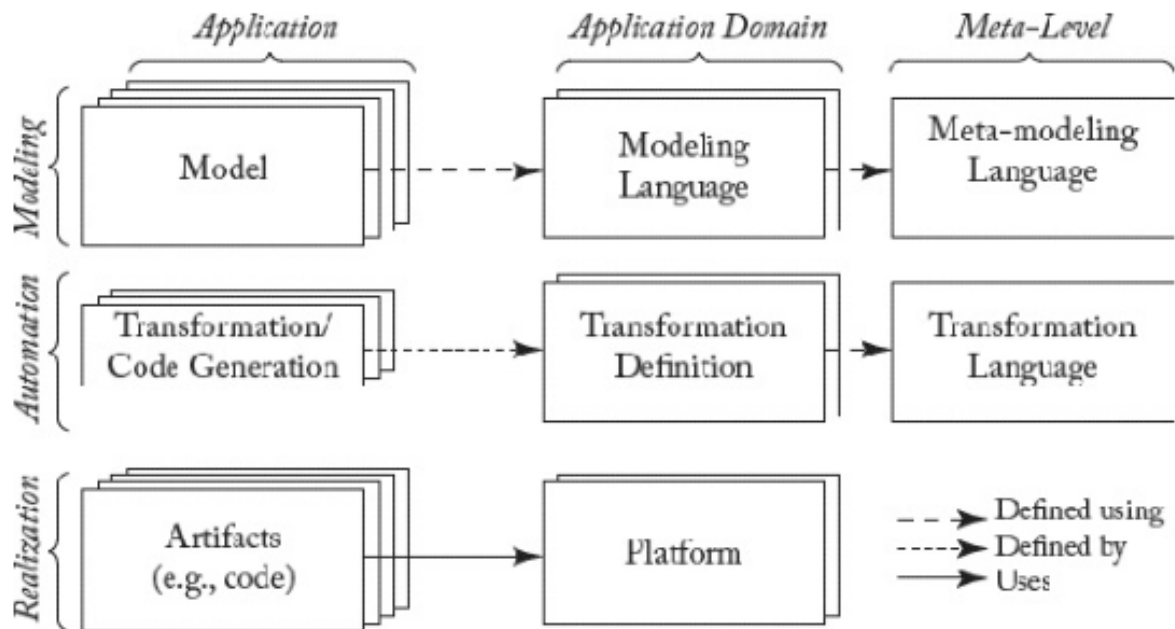 Application
Application Domain
Meta-Level
Modeling
Model
Modeling
Language
Meta-modeling
Language
Automation
Transformation/
Code Generation
Transformation
Definition
Transformation
Language
Realization
Artifacts
(e.g., code)
Platform
Defined using
Defined by
Uses